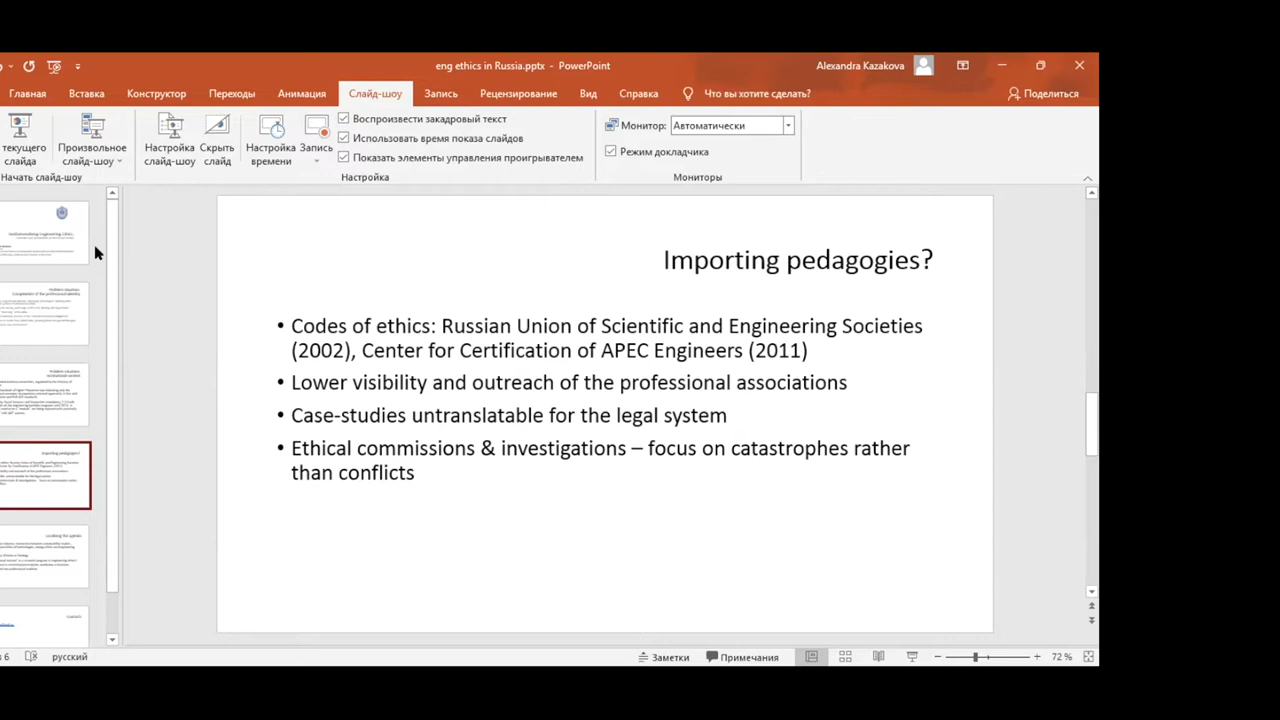 eng ethics in Russia.pptx - PowerPoint
Alexandra Kazakova
Главная Вставка Конструктор Переходы Анимация Слайд-шоу Запись Рецензирование Вид Справка Что вы хотите сделать? Поделиться
текущего слайда
Произвольное слайд-шоу
Настройка слайд-шоу
Скрыть слайд
Настройка времени
Запись
Воспроизвести закадровый текст
Использовать время показа слайдов
Показать элементы управления проигрывателем
Монитор: Автоматически
Режим докладчика
Начать слайд-шоу
Настройка
Мониторы
Importing pedagogies?
• Codes of ethics: Russian Union of Scientific and Engineering Societies
(2002), Center for Certification of APEC Engineers (2011)
• Lower visibility and outreach of the professional associations
• Case-studies untranslatable for the legal system
• Ethical commissions & investigations – focus on catastrophes rather
than conflicts
Importing pedagogies?
6 русский Заметки Примечания 72 %